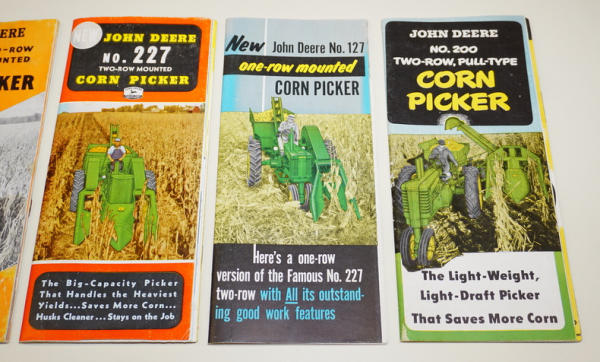 ERE
O-ROW
NTED
KER
NEW
JOHN DEERE
NO. 227
TWO-ROW MOUNTED
CORN PICKER
The Big-Capacity Picker
That Handles the Heaviest
Yields...Saves More Corn...
Husks Cleaner...Stays on the Job
New John Deere No. 127
one-row mounted
CORN PICKER
Here's a one-row
version of the Famous No. 227
two-row with All its outstand-
ing good work features
JOHN DEERE
NO. 200
TWO-ROW, PULL-TYPE
CORN
PICKER
The Light-Weight,
Light-Draft Picker
That Saves More Corn